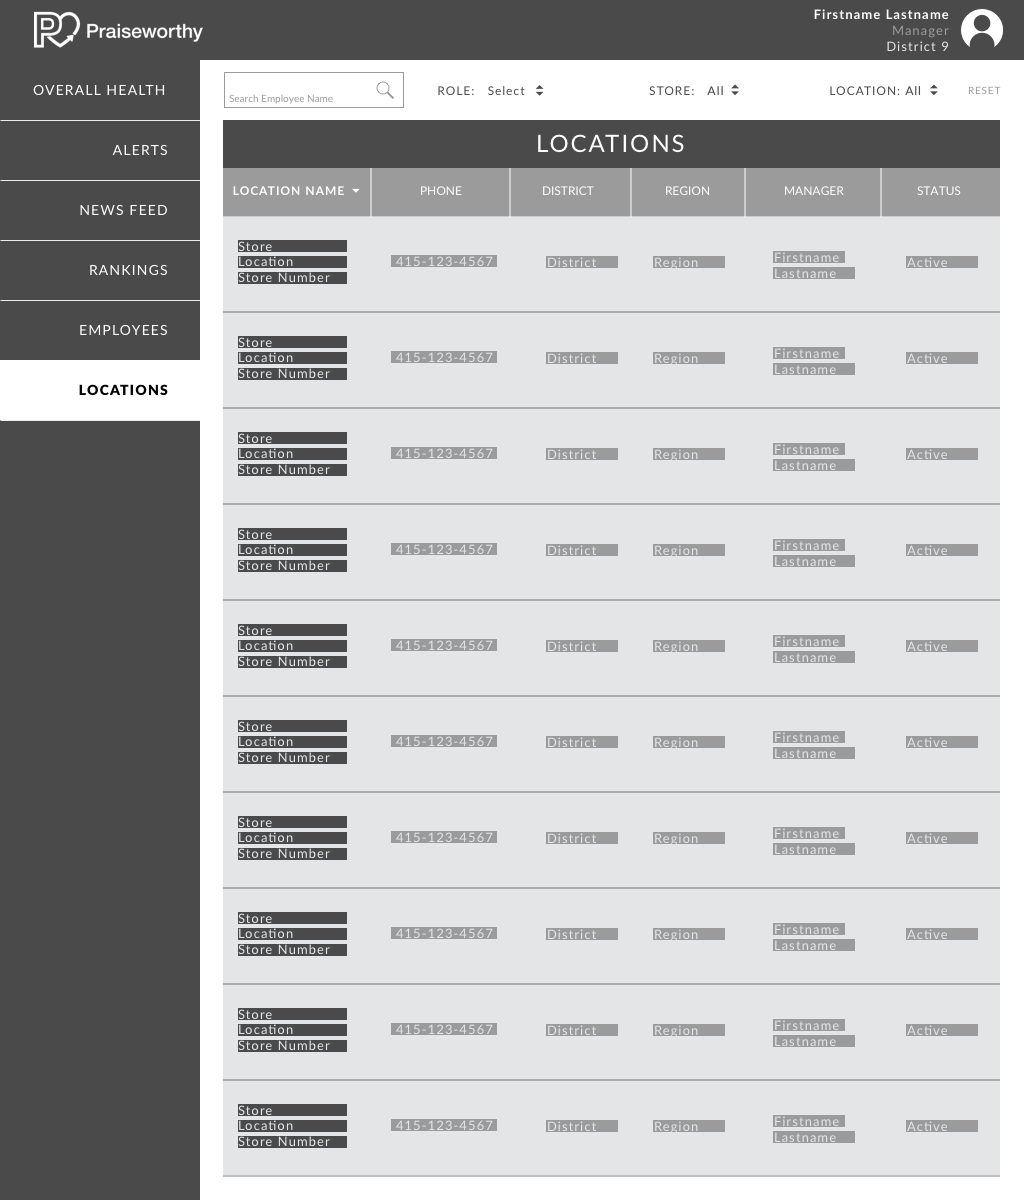 Praiseworthy
Firstname Lastname
Manager
District 9
OVERALL HEALTH
ALERTS
NEWS FEED
RANKINGS
EMPLOYEES
LOCATIONS
Search Employee Name
ROLE: Select
STORE: All
LOCATION: All
RESET
LOCATIONS
LOCATION NAME PHONE DISTRICT REGION MANAGER STATUS
Store
Location
Store Number
415-123-4567
District
Region
Firstname
Lastname
Active
Store
Location
Store Number
415-123-4567
District
Region
Firstname
Lastname
Active
Store
Location
Store Number
415-123-4567
District
Region
Firstname
Lastname
Active
Store
Location
Store Number
415-123-4567
District
Region
Firstname
Lastname
Active
Store
Location
Store Number
415-123-4567
District
Region
Firstname
Lastname
Active
Store
Location
Store Number
415-123-4567
District
Region
Firstname
Lastname
Active
Store
Location
Store Number
415-123-4567
District
Region
Firstname
Lastname
Active
Store
Location
Store Number
415-123-4567
District
Region
Firstname
Lastname
Active
Store
Location
Store Number
415-123-4567
District
Region
Firstname
Lastname
Active
Store
Location
Store Number
415-123-4567
District
Region
Firstname
Lastname
Active